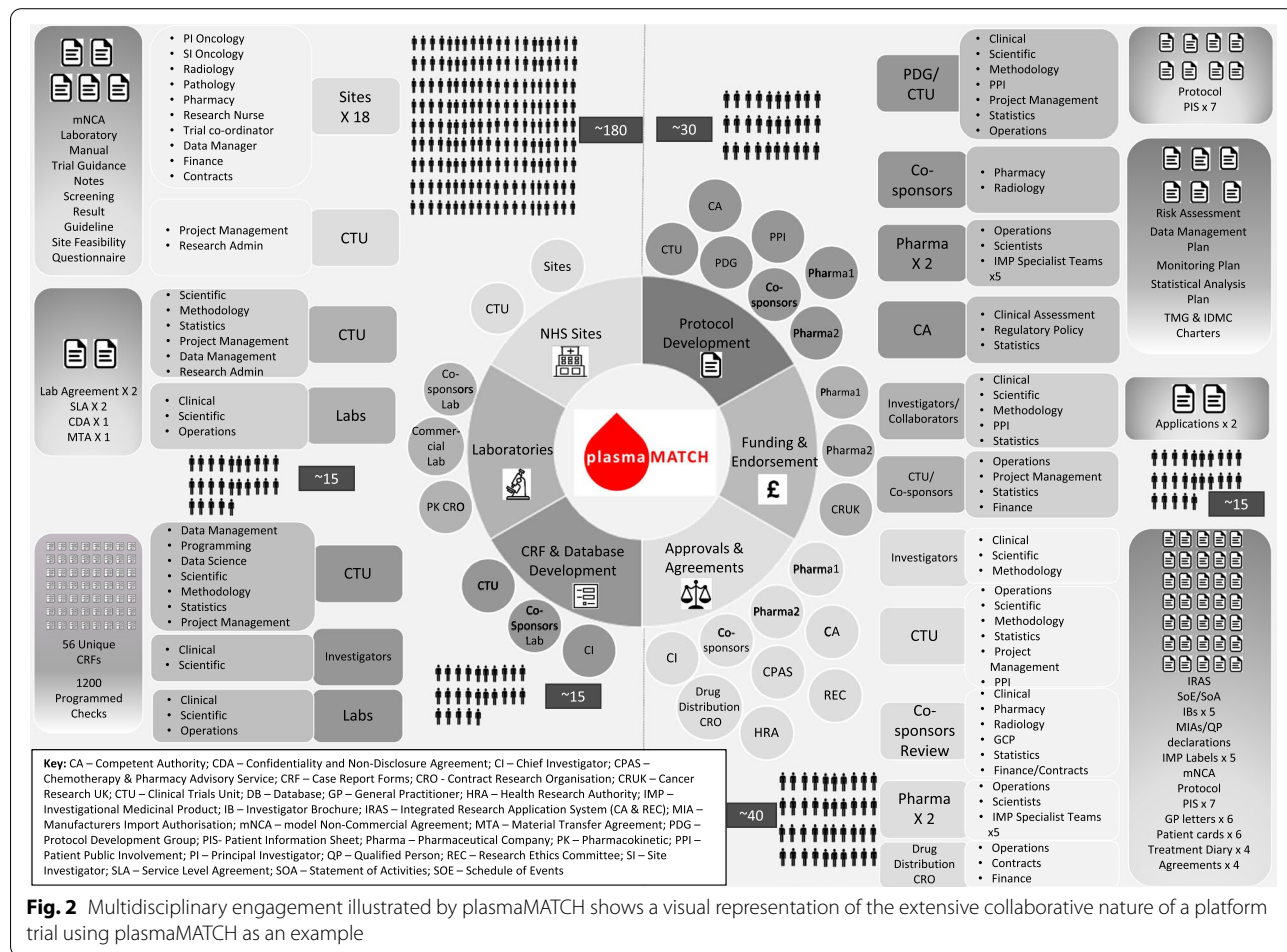 mNCA
Laboratory
Manual
Trial Guidance
Notes
Screening
Result
Guideline
Site Feasibility
Questionnaire
• PI Oncology
• SI Oncology
• Radiology
• Pathology
• Pharmacy
• Research Nurse
• Trial co-ordinator
• Data Manager
• Finance
• Contracts
Sites
X 18
• Project Management
• Research Admin
CTU
~180
Lab Agreement X 2
SLA X 2
CDA X 1
MTA X 1
• Scientific
• Methodology
• Statistics
• Project Management
• Data Management
• Research Admin
CTU
• Clinical
• Scientific
• Operations
Labs
~15
56 Unique
CRFs
1200
Programmed
Checks
• Data Management
• Programming
• Data Science
• Scientific
• Methodology
• Statistics
• Project Management
CTU
• Clinical
• Scientific
Investigators
• Clinical
• Scientific
• Operations
Labs
~15
Sites
CTU
NHS Sites
Co-
sponsors
Lab
Commer-
cial
Lab
PK CRO
Laboratories
CTU
Co-
Sponsors
Lab
CI
CRF & Database
Development
plasmaMATCH
CTU
CA
PDG
PPI
Co-
sponsors
Pharma1
Pharma2
Protocol
Development
Pharma1
Pharma2
CRUK
Funding &
Endorsement
£
Approvals &
Agreements
Pharma1
Pharma2
CA
Co-
sponsors
CI
CPAS
REC
Drug
Distribution
CRO
HRA
~30
PDG/
CTU
• Clinical
• Scientific
• Methodology
• PPI
• Project Management
• Statistics
• Operations
Protocol
PIS x 7
Co-
sponsors
• Pharmacy
• Radiology
Pharma
X 2
• Operations
• Scientists
• IMP Specialist Teams
x5
CA
• Clinical Assessment
• Regulatory Policy
• Statistics
Risk Assessment
Data Management
Plan
Monitoring Plan
Statistical Analysis
Plan
TMG & IDMC
Charters
Investigators/
Collaborators
• Clinical
• Scientific
• Methodology
• PPI
• Statistics
CTU/
Co-sponsors
• Operations
• Project Management
• Statistics
• Finance
Applications x 2
~15
Investigators
• Clinical
• Scientific
• Methodology
CTU
• Operations
• Scientific
• Methodology
• Statistics
• Project
Management
• PPI
Co-
sponsors
Review
• Clinical
• Pharmacy
• Radiology
• GCP
• Statistics
• Finance/Contracts
Pharma
X 2
• Operations
• Scientists
• IMP Specialist Teams
x5
Drug
Distribution
CRO
• Operations
• Contracts
• Finance
~40
IRAS
SoE/SoA
IBs x 5
MIAs/QP
declarations
IMP Labels x 5
mNCA
Protocol
PIS x 7
GP letters x 6
Patient cards x 6
Treatment Diary x 4
Agreements x 4
Key: CA – Competent Authority; CDA – Confidentiality and Non-Disclosure Agreement; CI – Chief Investigator; CPAS –
Chemotherapy & Pharmacy Advisory Service; CRF – Case Report Forms; CRO - Contract Research Organisation; CRUK – Cancer
Research UK; CTU – Clinical Trials Unit; DB – Database; GP – General Practitioner; HRA – Health Research Authority; IMP –
Investigational Medicinal Product; IB – Investigator Brochure; IRAS – Integrated Research Application System (CA & REC); MIA –
Manufacturers Import Authorisation; mNCA – model Non-Commercial Agreement; MTA – Material Transfer Agreement; PDG –
Protocol Development Group; PIS- Patient Information Sheet; Pharma – Pharmaceutical Company; PK – Pharmacokinetic; PPI –
Patient Public Involvement; PI – Principal Investigator; QP – Qualified Person; REC – Research Ethics Committee; SI – Site
Investigator; SLA – Service Level Agreement; SOA – Statement of Activities; SOE – Schedule of Events
Fig. 2 Multidisciplinary engagement illustrated by plasmaMATCH shows a visual representation of the extensive collaborative nature of a platform
trial using plasmaMATCH as an example